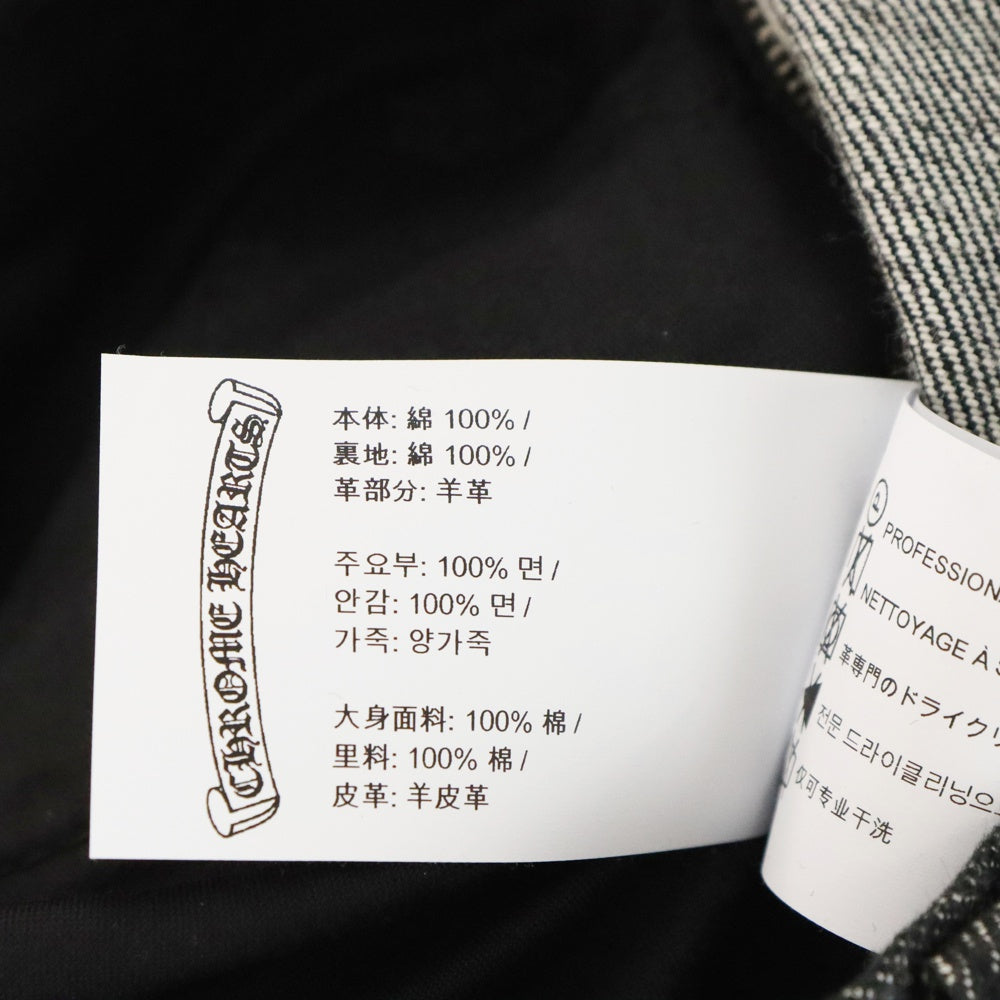 CHROME HEARTS
本体: 綿 100% /
裏地: 綿 100% /
革部分: 羊革
주요부: 100% 면 /
안감: 100% 면 /
가죽: 양가죽
大身面料: 100% 棉 /
里料: 100% 棉 /
皮革: 羊皮革
P
NETTOYAGE À
革専門のドライク
전문 드라이클리닝으
仅可专业干洗